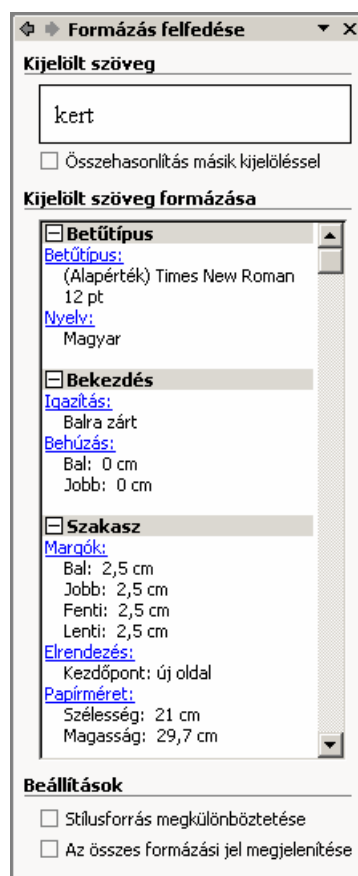 Formázás felfedése
Kijelölt szöveg
kert
Összehasonlítás másik kijelöléssel
Kijelölt szöveg formázása
Betűtípus
Betűtípus:
(Alapérték) Times New Roman
12 pt
Nyelv:
Magyar
Bekezdés
Igazítás:
Balra zárt
Behúzás:
Bal: 0 cm
Jobb: 0 cm
Szakasz
Margók:
Bal: 2,5 cm
Jobb: 2,5 cm
Fenti: 2,5 cm
Lenti: 2,5 cm
Elrendezés:
Kezdőpont: új oldal
Papírméret:
Szélesség: 21 cm
Magasság: 29,7 cm
Beállítások
Stílusforrás megkülönböztetése
Az összes formázási jel megjelenítése